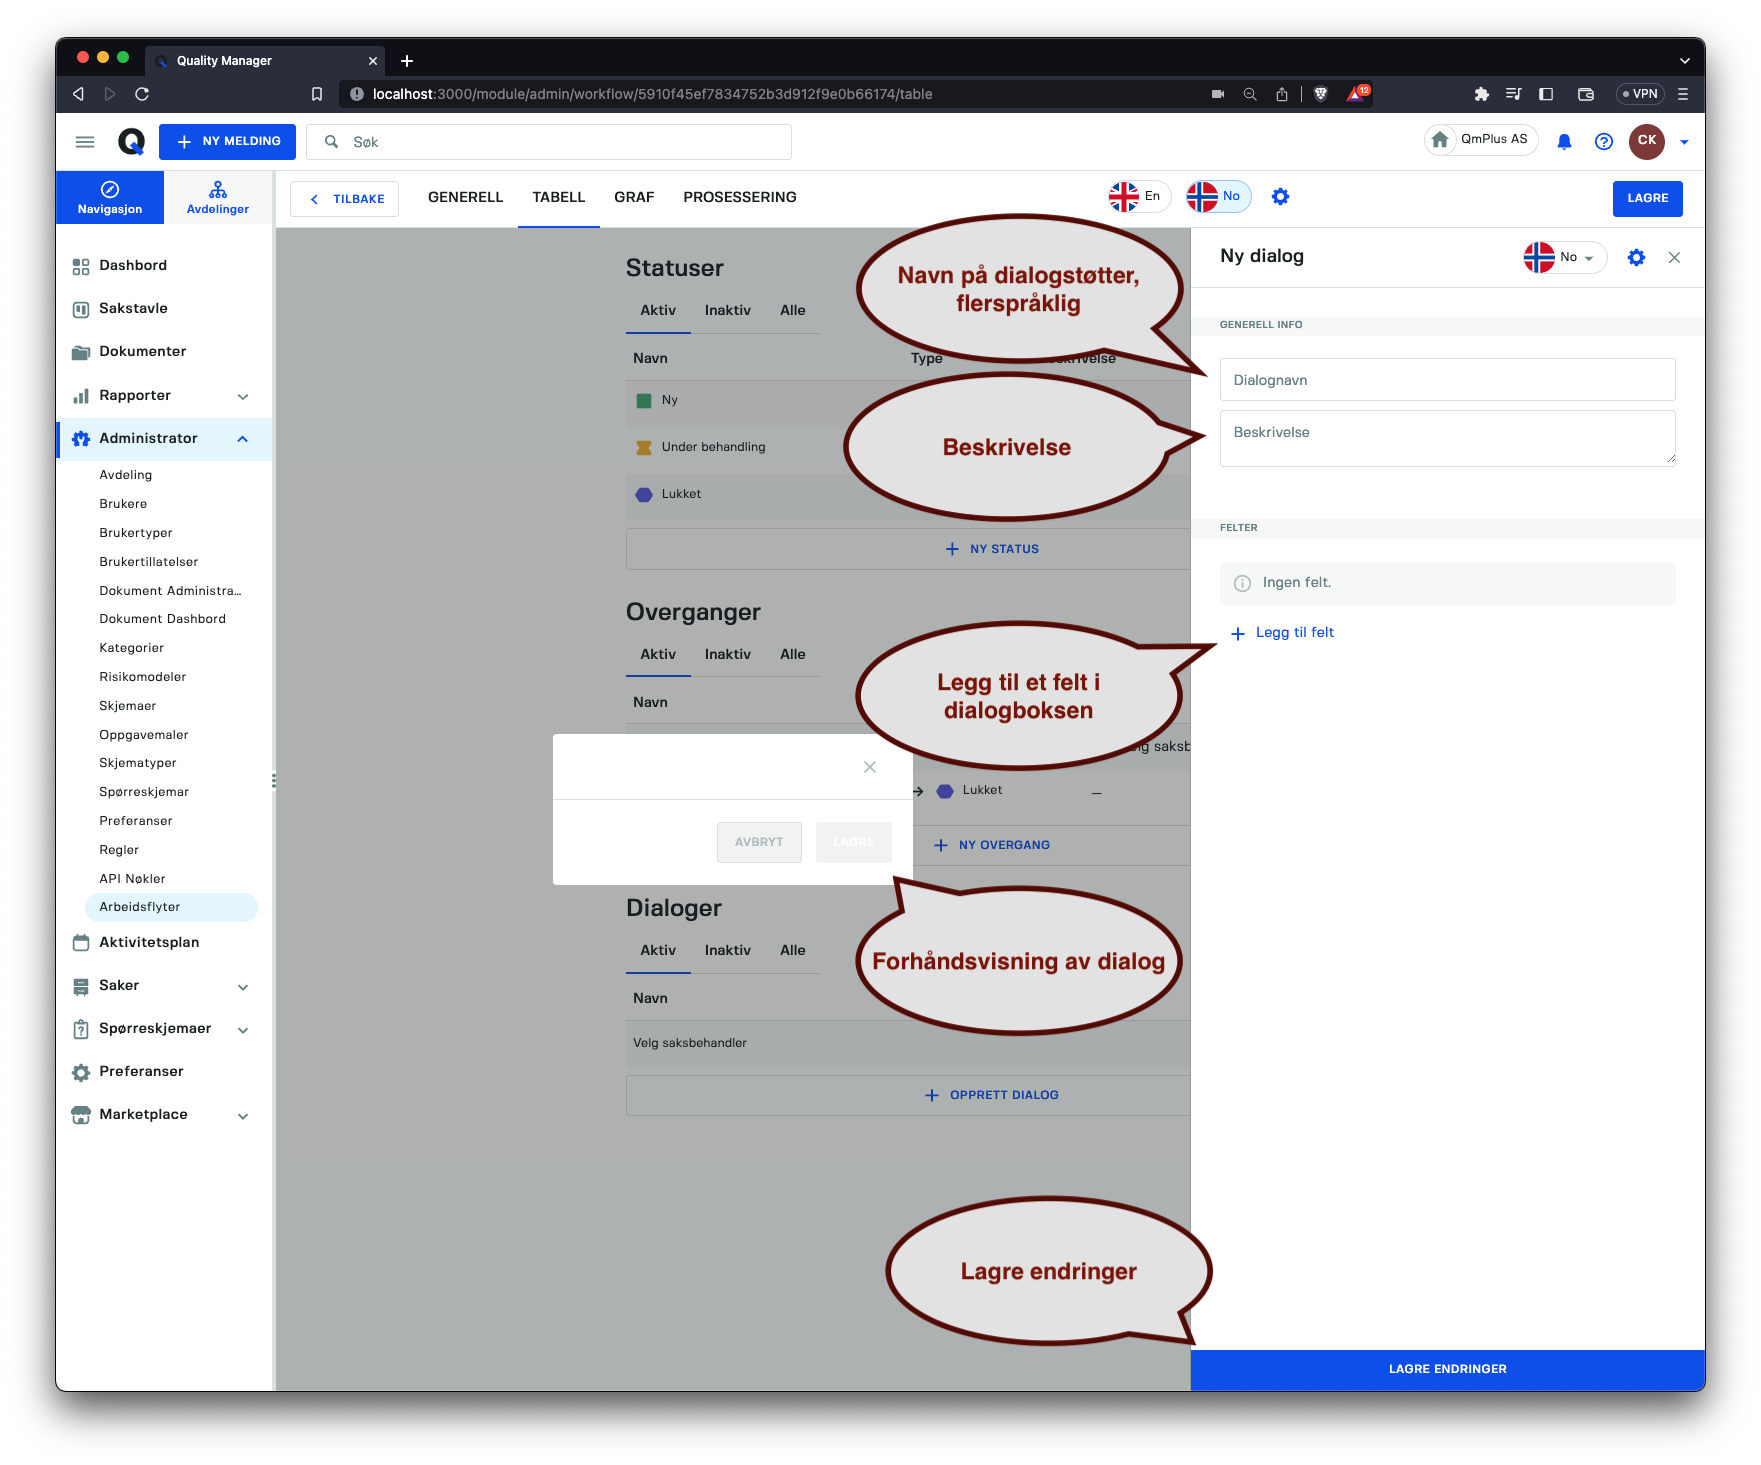 Quality Manager
localhost:3000/module/admin/workflow/5910f45ef7834752b3d912f9e0b66174/table
12
VPN
NY MELDING
Søk
QmPlus AS
CK
Navigasjon
Avdelinger
TILBAKE
GENERELL
TABELL
GRAF
PROSESSERING
En
No
LAGRE
Dashbord
Sakstavle
Dokumenter
Rapporter
Administrator
Avdeling
Brukere
Brukertyper
Brukertillatelser
Dokument Administra...
Dokument Dashbord
Kategorier
Risikomodeler
Skjemaer
Oppgavemaler
Skjematyper
Spørreskjemar
Preferanser
Regler
API Nøkler
Arbeidsflyter
Aktivitetsplan
Saker
Spørreskjemaer
Preferanser
Marketplace
Statuser
Aktiv
Inaktiv
Alle
Navn
Type
Ny
Under behandling
Lukket
NY STATUS
Overganger
Aktiv
Inaktiv
Alle
Navn
Lukket
—
NY OVERGANG
AVBRYT
LAGRE
Dialoger
Aktiv
Inaktiv
Alle
Navn
Velg saksbehandler
OPPRETT DIALOG
Navn på dialogstøtter,
flerspråklig
Beskrivelse
Legg til et felt i
dialogboksen
Forhåndsvisning av dialog
Lagre endringer
Ny dialog
No
GENERELL INFO
Dialognavn
Beskrivelse
FELTER
Ingen felt.
Legg til felt
LAGRE ENDRINGER